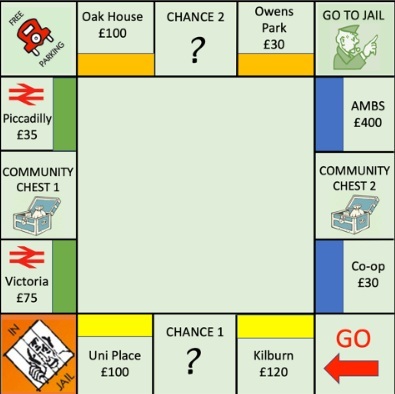 FREE
PARKING
Oak House
£100
CHANCE 2
?
Owens
Park
£30
GO TO JAIL
Piccadilly
£35
AMBS
£400
COMMUNITY
CHEST 1
COMMUNITY
CHEST 2
Victoria
£75
Co-op
£30
IN
JAIL
Uni Place
£100
CHANCE 1
?
Kilburn
£120
GO